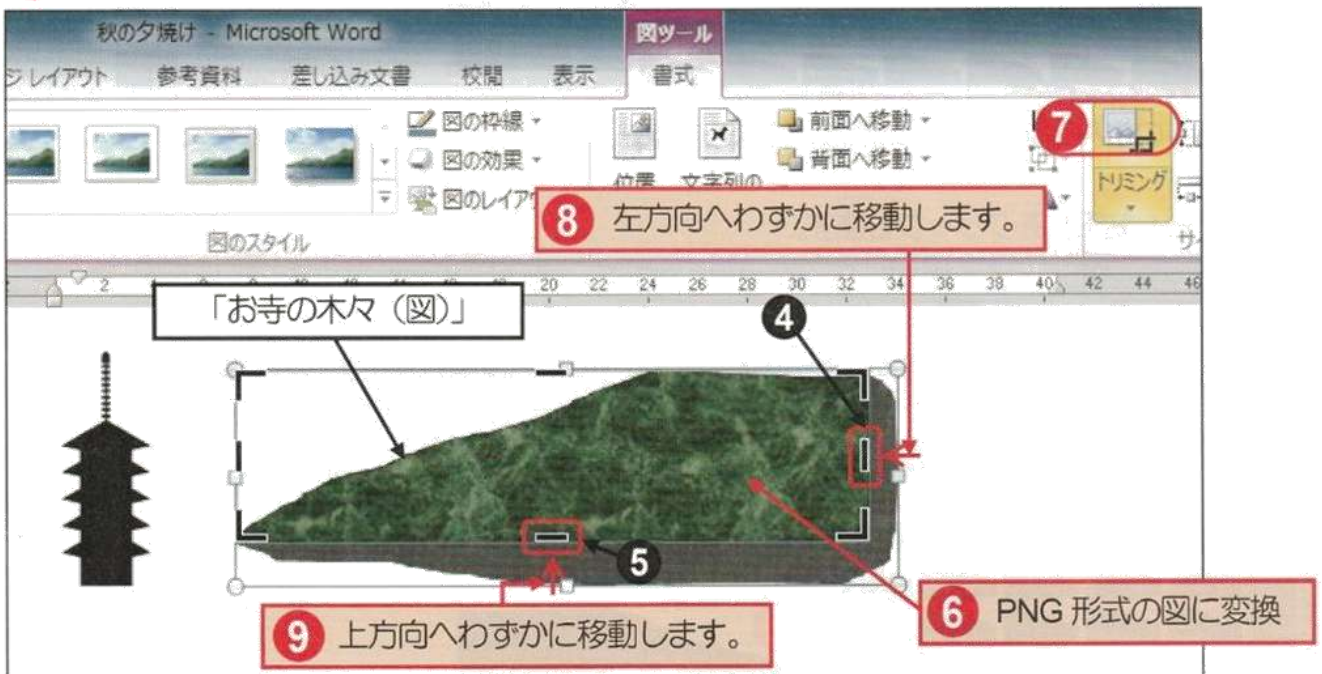 秋の夕焼け - Microsoft Word
図ツール
ジ レイアウト 参考資料 差し込み文書 校閲 表示 書式
図の枠線
図の効果
図のレイア
図のスタイル
位置
文字列の
前面へ移動
背面へ移動
7
トリミング
サ
8 左方向へわずかに移動します。
2 20 22 24 26 28 30 32 34 36 38 40 42 44 46
「お寺の木々（図）」
4
5
6 PNG 形式の図に変換
9 上方向へわずかに移動します。